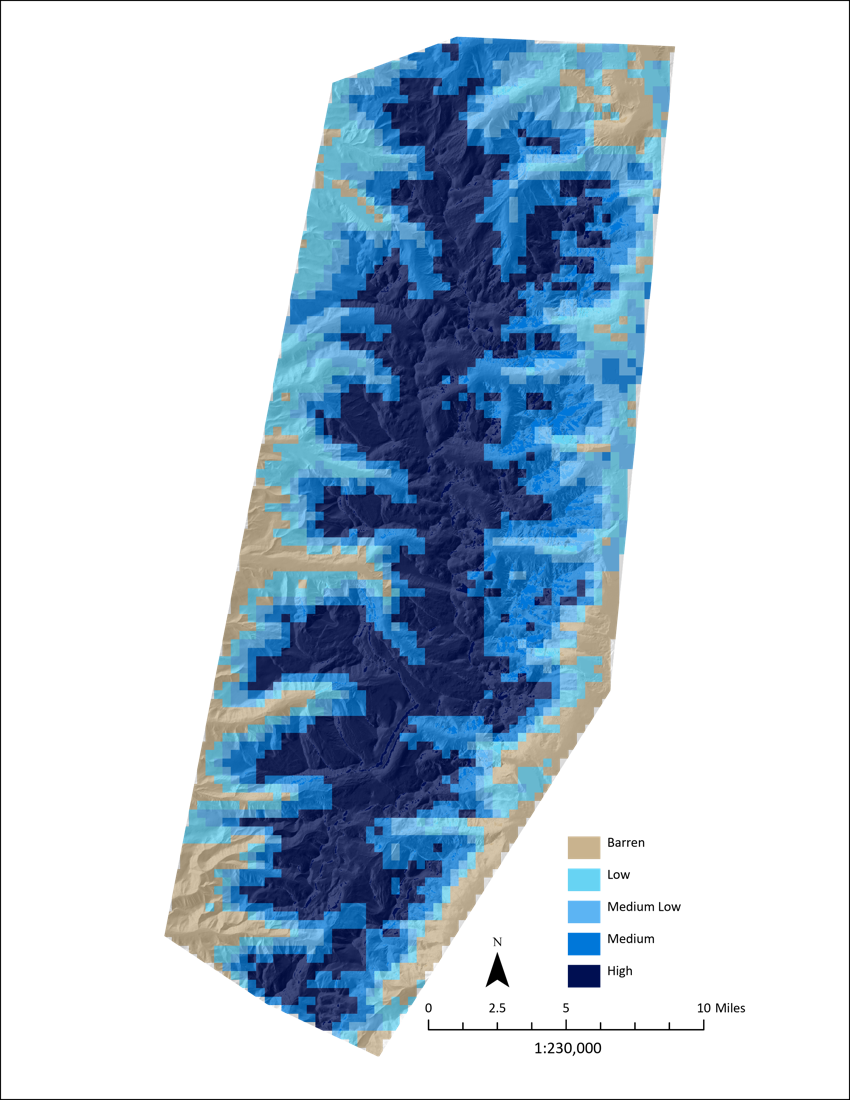 Barren
Low
Medium Low
Medium
High
N
0 2.5 5 10 Miles
1:230,000